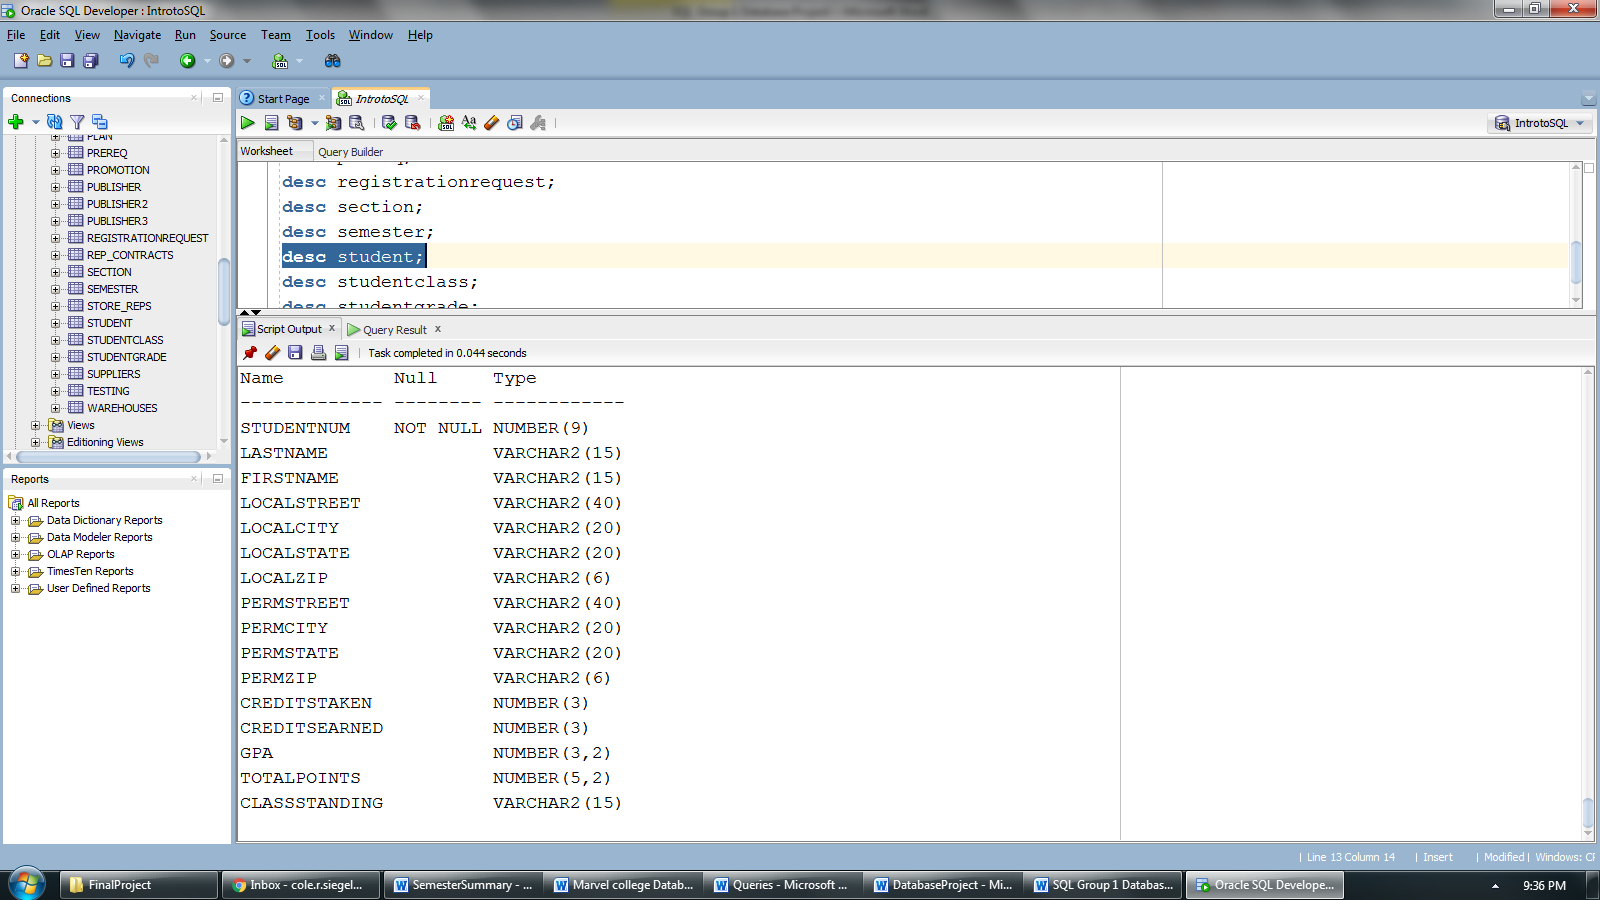 Oracle SQL Developer : IntrotoSQL
File Edit View Navigate Run Source Team Tools Window Help
Connections
PLAN
PREREQ
PROMOTION
PUBLISHER
PUBLISHER2
PUBLISHER3
REGISTRATIONREQUEST
REP_CONTRACTS
SECTION
SEMESTER
STORE_REPS
STUDENT
STUDENTCLASS
STUDENTGRADE
SUPPLIERS
TESTING
WAREHOUSES
Views
Editioning Views
Reports
All Reports
Data Dictionary Reports
Data Modeler Reports
OLAP Reports
TimesTen Reports
User Defined Reports
Start Page IntrotoSQL
IntrotoSQL
Worksheet Query Builder
desc registrationrequest;
desc section;
desc semester;
desc student;
desc studentclass;
desc studentgrade;
Script Output x Query Result x
Task completed in 0.044 seconds
Name Null Type
------------- -------- ------------
STUDENTNUM NOT NULL NUMBER(9)
LASTNAME VARCHAR2(15)
FIRSTNAME VARCHAR2(15)
LOCALSTREET VARCHAR2(40)
LOCALCITY VARCHAR2(20)
LOCALSTATE VARCHAR2(20)
LOCALZIP VARCHAR2(6)
PERMSTREET VARCHAR2(40)
PERMCITY VARCHAR2(20)
PERMSTATE VARCHAR2(20)
PERMZIP VARCHAR2(6)
CREDITSTAKEN NUMBER(3)
CREDITSEARNED NUMBER(3)
GPA NUMBER(3,2)
TOTALPOINTS NUMBER(5,2)
CLASSSTANDING VARCHAR2(15)
Line 13 Column 14 | Insert | Modified | Windows: CF
FinalProject Inbox - cole.r.siegel... SemesterSummary - ... Marvel college Datab... Queries - Microsoft ... DatabaseProject - Mi... SQL Group 1 Databas... Oracle SQL Develope... 9:36 PM